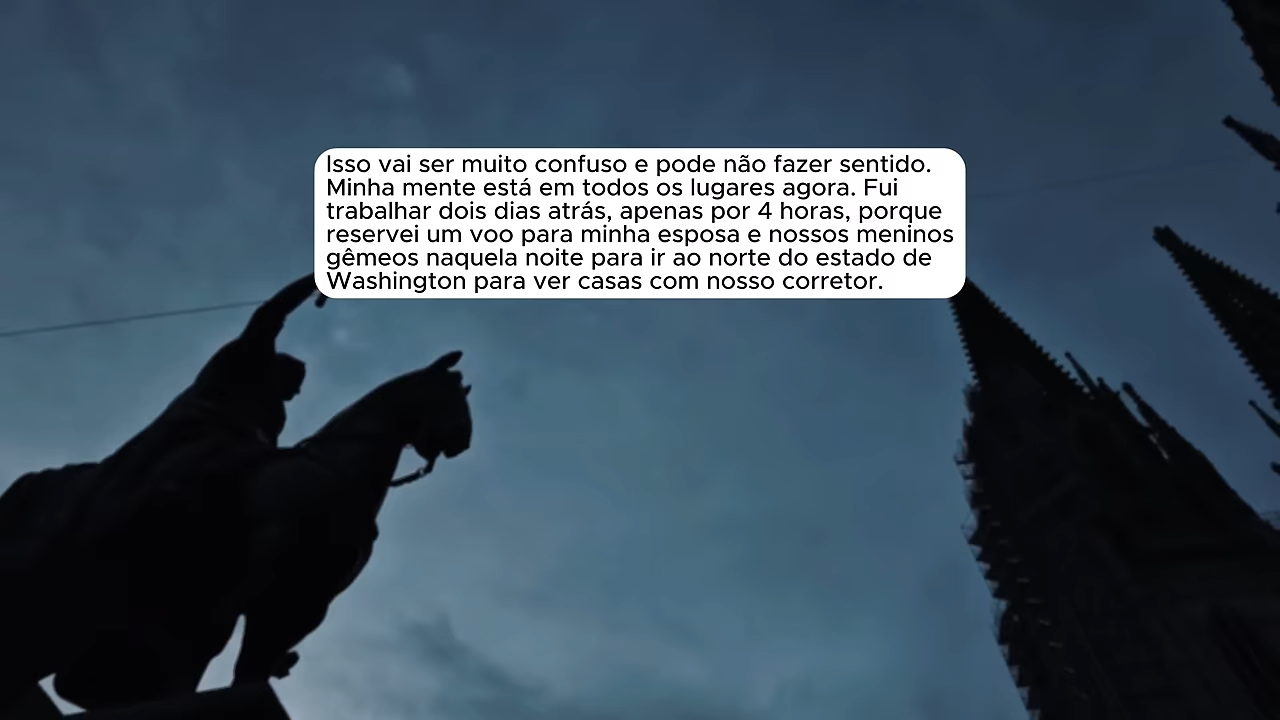 Isso vai ser muito confuso e pode não fazer sentido.
Minha mente está em todos os lugares agora. Fui
trabalhar dois dias atrás, apenas por 4 horas, porque
reservei um voo para minha esposa e nossos meninos
gêmeos naquela noite para ir ao norte do estado de
Washington para ver casas com nosso corretor.